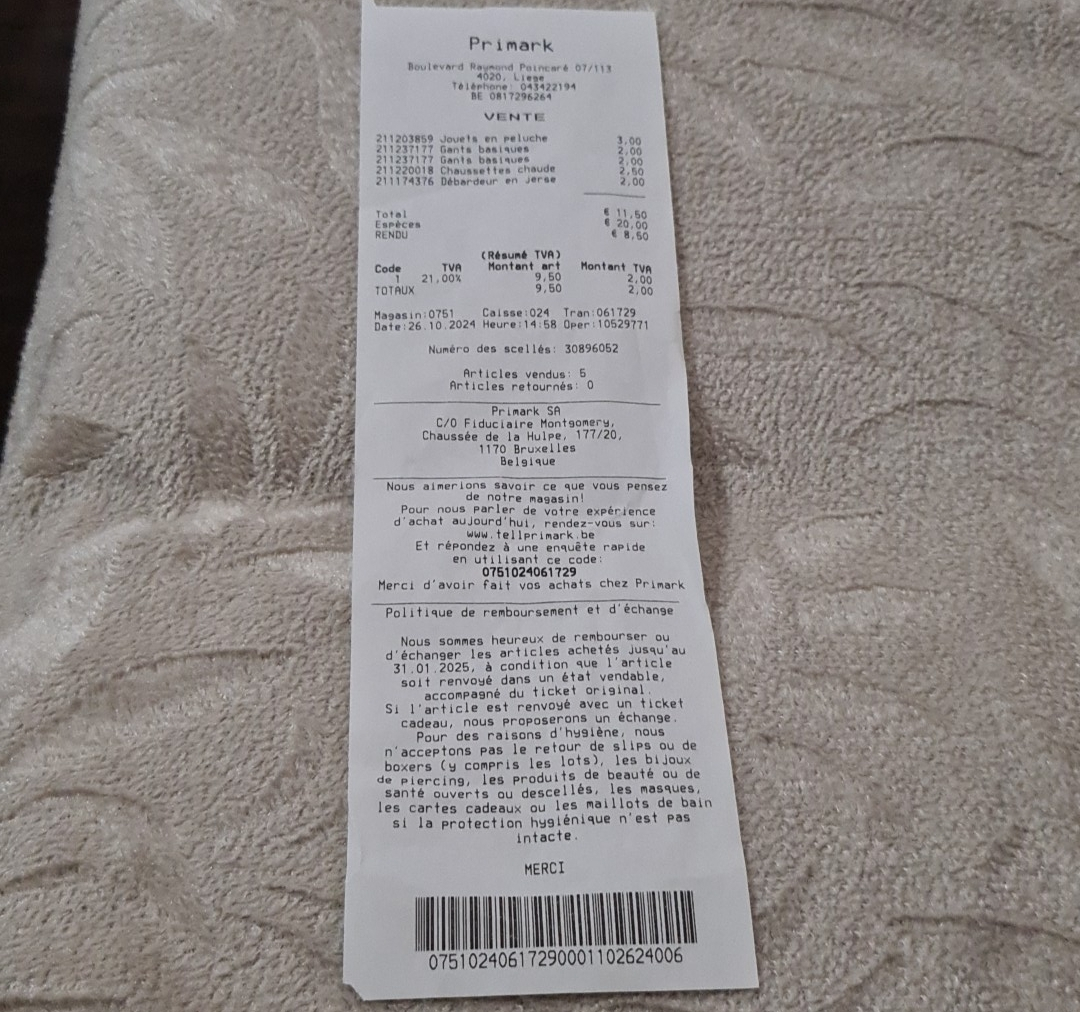 Primark
Boulevard Raymond Poincaré 07/113
4020, Liege
Téléphone: 043422194
BE 0817296264
VENTE
211203859 Jouets en peluche 3,00
211237177 Gants basiques 2,00
211237177 Gants basiques 2,00
211220018 Chaussettes chaude 2,50
211174376 Débardeur en jerse 2,00
Total € 11,50
Espèces € 20,00
RENDU € 8,50
(Résumé TVA)
Code TVA Montant art Montant TVA
1 21,00% 9,50 2,00
TOTAUX 9,50 2,00
Magasin:0751 Caisse:024 Tran:061729
Date:26.10.2024 Heure:14:58 Oper:10529771
Numéro des scellés: 30896052
Articles vendus: 5
Articles retournés: 0
Primark SA
C/O Fiduciaire Montgomery,
Chaussée de la Hulpe, 177/20,
1170 Bruxelles
Belgique
Nous aimerions savoir ce que vous pensez
de notre magasin!
Pour nous parler de votre expérience
d'achat aujourd'hui, rendez-vous sur:
www.tellprimark.be
Et répondez à une enquête rapide
en utilisant ce code:
0751024061729
Merci d'avoir fait vos achats chez Primark
Politique de remboursement et d'échange
Nous sommes heureux de rembourser ou
d'échanger les articles achetés jusqu'au
31.01.2025, à condition que l'article
soit renvoyé dans un état vendable,
accompagné du ticket original.
Si l'article est renvoyé avec un ticket
cadeau, nous proposerons un échange.
Pour des raisons d'hygiène, nous
n'acceptons pas le retour de slips ou de
boxers (y compris les lots), les bijoux
de piercing, les produits de beauté ou de
santé ouverts ou descellés, les masques,
les cartes cadeaux ou les maillots de bain
si la protection hygiénique n'est pas
intacte.
MERCI
07510240617290001102624006